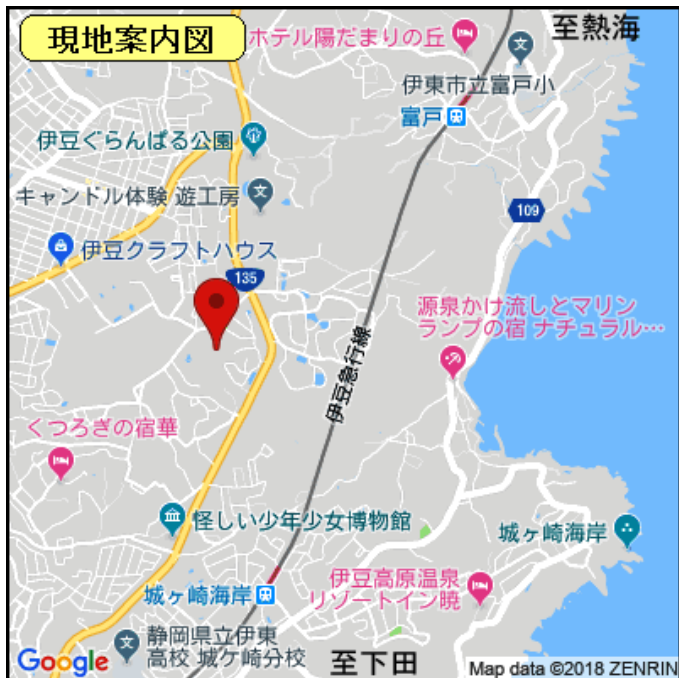 現地案内図
ホテル陽だまりの丘
至熱海
伊東市立富戸小
富戸
伊豆ぐらんぱる公園
キャンドル体験 遊工房
109
伊豆クラフトハウス
135
源泉かけ流しとマリン
ランプの宿 ナチュラル…
伊豆急行線
くつろぎの宿華
怪しい少年少女博物館
城ヶ崎海岸
伊豆高原温泉
リゾートイン暁
城ヶ崎海岸
静岡県立伊東
高校 城ケ崎分校
至下田
Google
Map data ©2018 ZENRIN